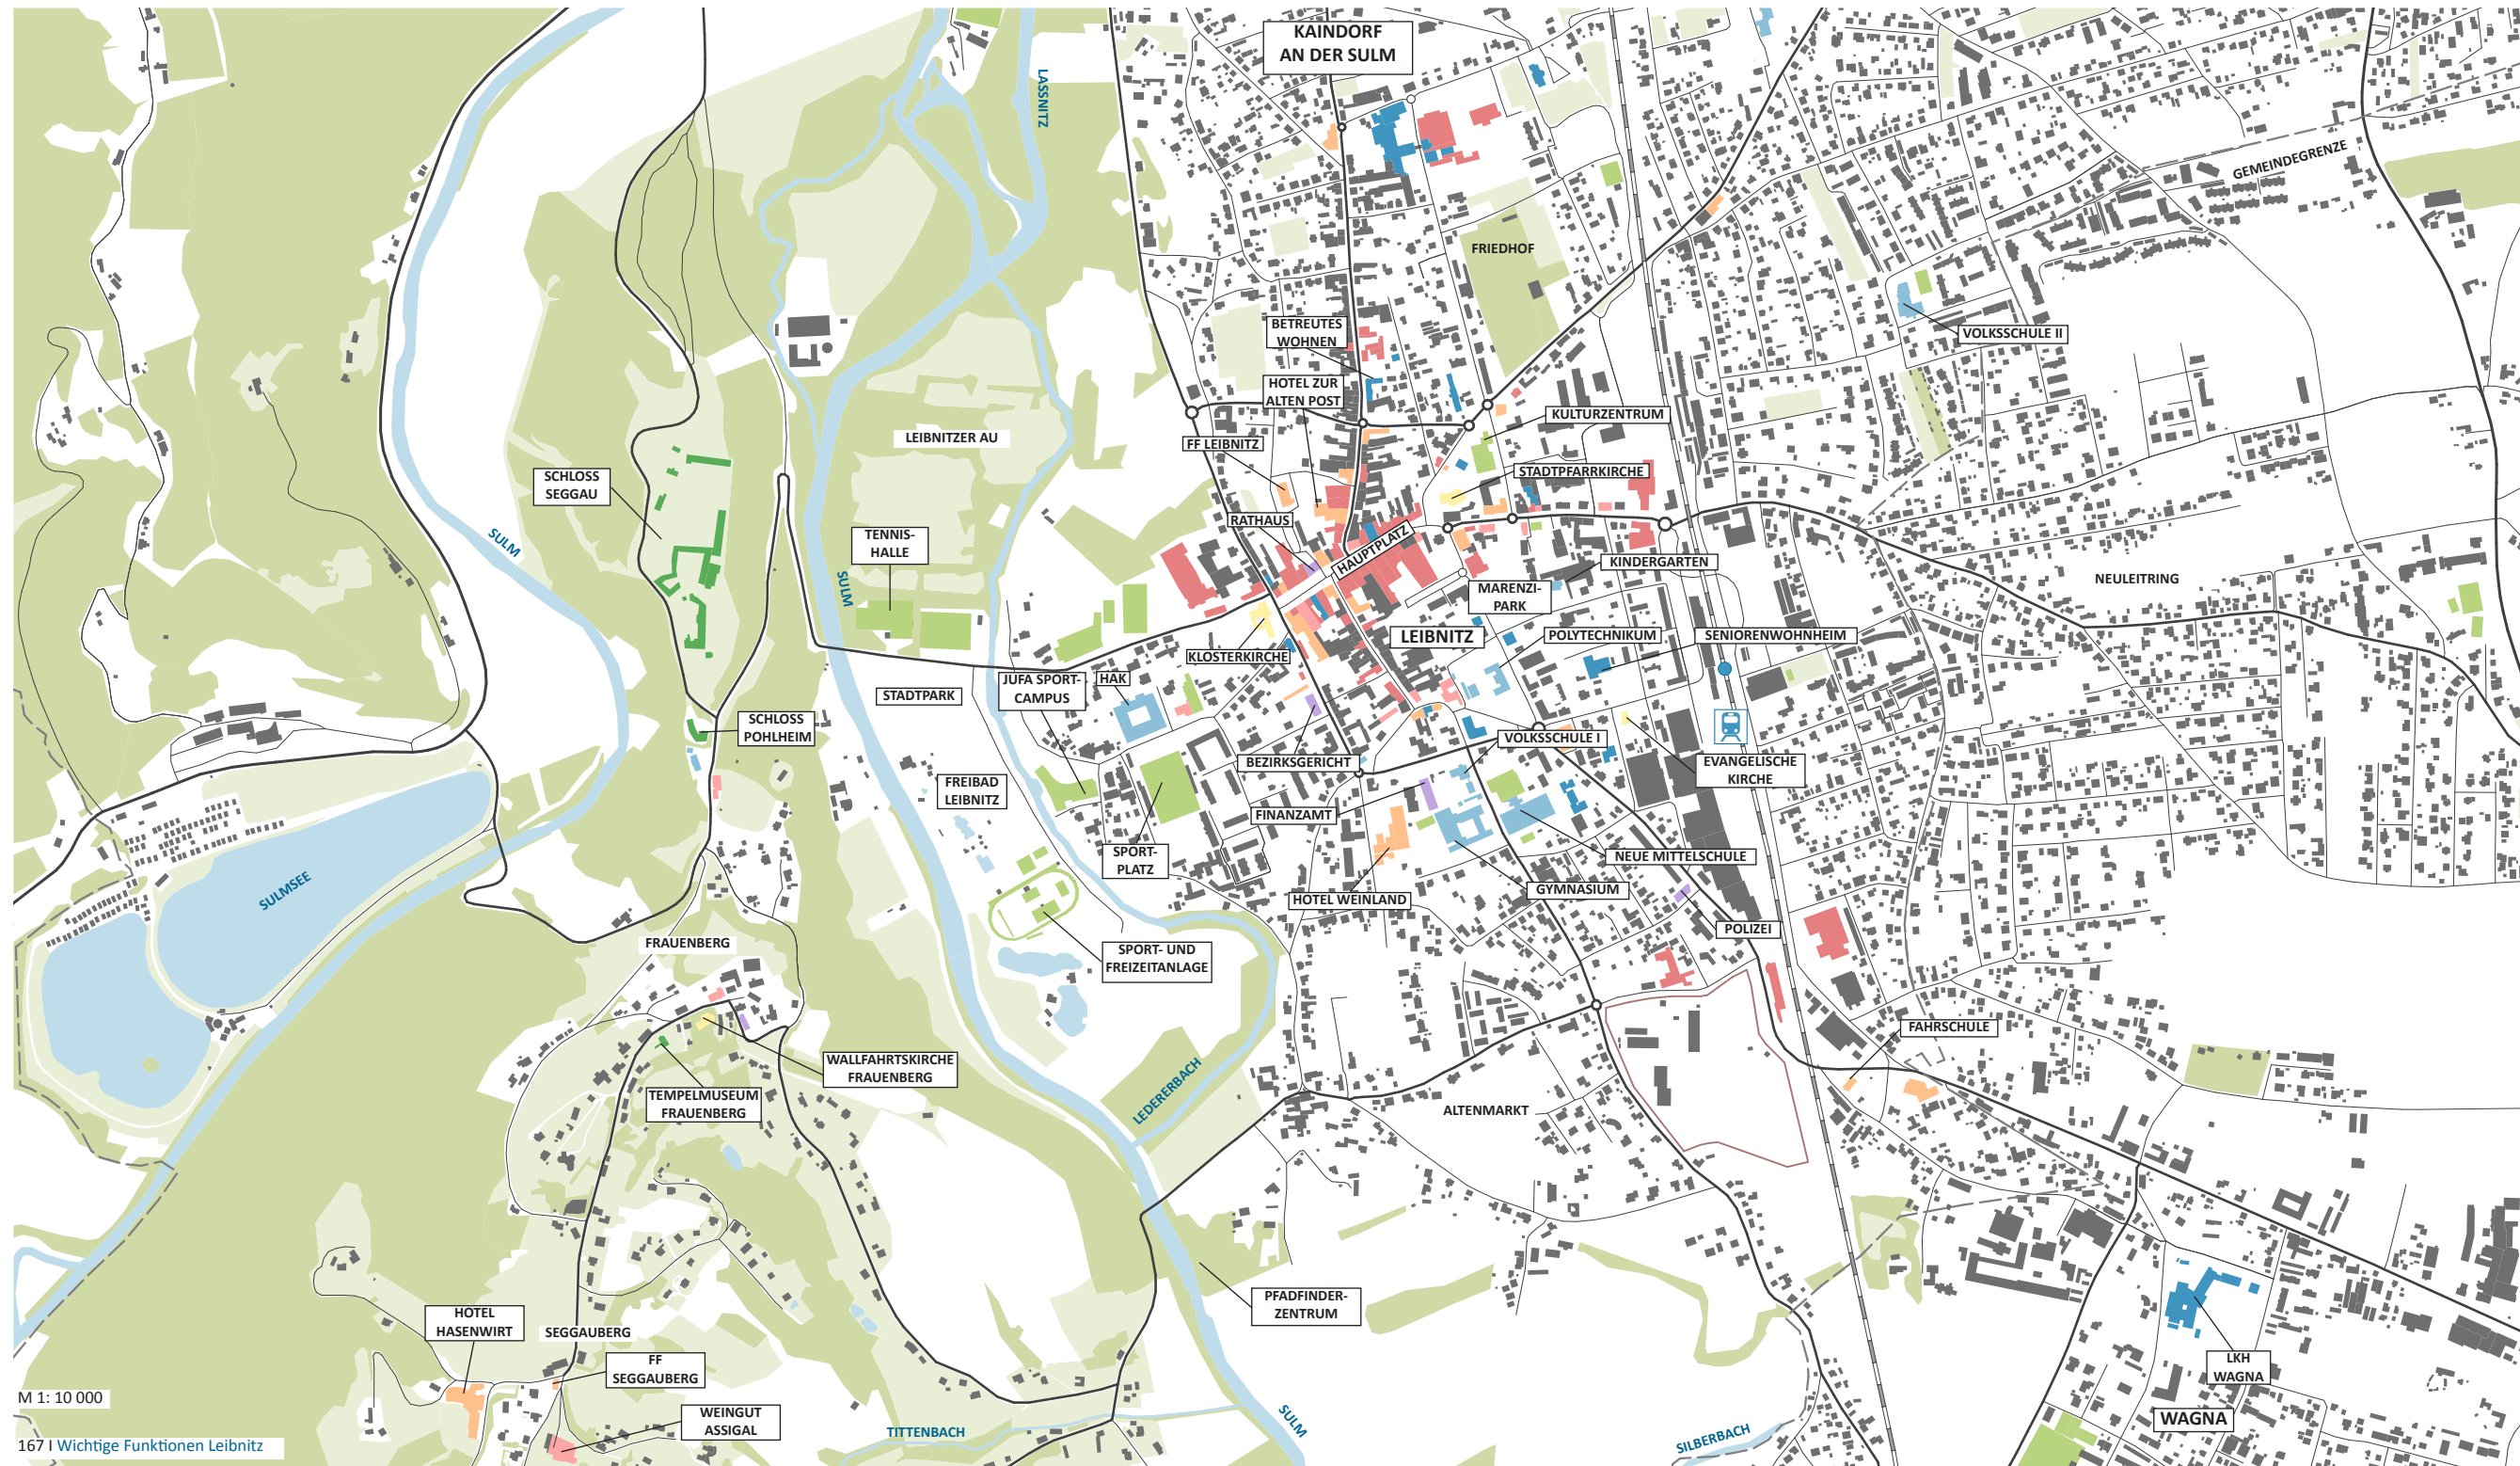 KAINDORF
AN DER SULM
LASSNITZ
GEMEINDEGRENZE
FRIEDHOF
BETREUTES
WOHNEN
VOLKSSCHULE II
HOTEL ZUR
ALTEN POST
KULTURZENTRUM
LEIBNITZER AU
FF LEIBNITZ
STADTPFARRKIRCHE
SCHLOSS
SEGGAU
RATHAUS
SULM
TENNIS-
HALLE
HAUPTPLATZ
KINDERGARTEN
NEULEITRING
SULM
MARENZI-
PARK
LEIBNITZ
POLYTECHNIKUM
SENIORENWOHNHEIM
KLOSTERKIRCHE
JUFA SPORT-
CAMPUS
HAK
STADTPARK
SCHLOSS
POHLHEIM
VOLKSSCHULE I
BEZIRKSGERICHT
EVANGELISCHE
KIRCHE
FREIBAD
LEIBNITZ
FINANZAMT
SPORT-
PLATZ
NEUE MITTELSCHULE
SULMSEE
GYMNASIUM
HOTEL WEINLAND
POLIZEI
FRAUENBERG
SPORT- UND
FREIZEITANLAGE
FAHRSCHULE
WALLFAHRTSKIRCHE
FRAUENBERG
LEDERERBACH
TEMPELMUSEUM
FRAUENBERG
ALTENMARKT
PFADFINDER-
ZENTRUM
HOTEL
HASENWIRT
SEGGAUBERG
FF
SEGGAUBERG
LKH
WAGNA
M 1: 10 000
WEINGUT
ASSIGAL
SULM
WAGNA
TITTENBACH
SILBERBACH
167 I Wichtige Funktionen Leibnitz